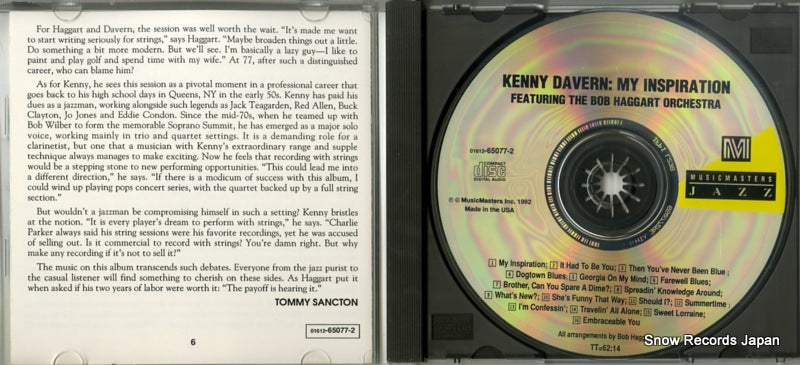 For Haggart and Davern, the session was well worth the wait. "It's made me want
to start writing seriously for strings," says Haggart. "Maybe broaden things out a little.
Do something a bit more modern. But we'll see. I'm basically a lazy guy—I like
to paint and play golf and spend time with my wife." At 77, after such a distinguished
career, who can blame him?
As for Kenny, he sees this session as a pivotal moment in a professional career that
goes back to his high school days in Queens, NY in the early 50s. Kenny has paid his
dues as a jazzman, working alongside such legends as Jack Teagarden, Red Allen, Buck
Clayton, Jo Jones and Eddie Condon. Since the mid-70s, when he teamed up with
Bob Wilber to form the memorable Soprano Summit, he has emerged as a major solo
voice, working mainly in trio and quartet settings. It is a demanding role for a
clarinetist, but one that a musician with Kenny's extraordinary range and supple
technique always manages to make exciting. Now he feels that recording with strings
would be a stepping stone to new performing opportunities. "This could lead me into
a different direction," he says. "If there is a modicum of success with this album, I
could wind up playing pops concert series, with the quartet backed up by a full string
section."
But wouldn't a jazzman be compromising himself in such a setting? Kenny bristles
at the notion. "It is every player's dream to perform with strings," he says. "Charlie
Parker always said his string sessions were his favorite recordings, yet he was accused
of selling out. Is it commercial to record with strings? You're damn right. But why
make any recording if it's not to sell it?"
The music on this album transcends such debates. Everyone from the jazz purist to
the casual listener will find something to cherish on these sides. As Haggart put it
when asked if his two years of labor were worth it: "The payoff is hearing it."
TOMMY SANCTON
01612-65077-2
6
KENNY DAVERN: MY INSPIRATION
FEATURING THE BOB HAGGART ORCHESTRA
01612-65077-2
COMPACT
disc
DIGITAL AUDIO
M
MUSICMASTERS
JAZZ
℗ © MusicMasters Inc. 1992
Made in the USA
1 My Inspiration; 2 It Had To Be You; 3 Then You've Never Been Blue;
4 Dogtown Blues; 5 Georgia On My Mind; 6 Farewell Blues;
7 Brother, Can You Spare A Dime?; 8 Spreadin' Knowledge Around;
9 What's New?; 10 She's Funny That Way; 11 Should I?; 12 Summertime;
13 I'm Confessin'; 14 Travelin' All Alone; 15 Sweet Lorraine;
16 Embraceable You
All arrangements by Bob Hagg
TT=62:14
Snow Records Japan